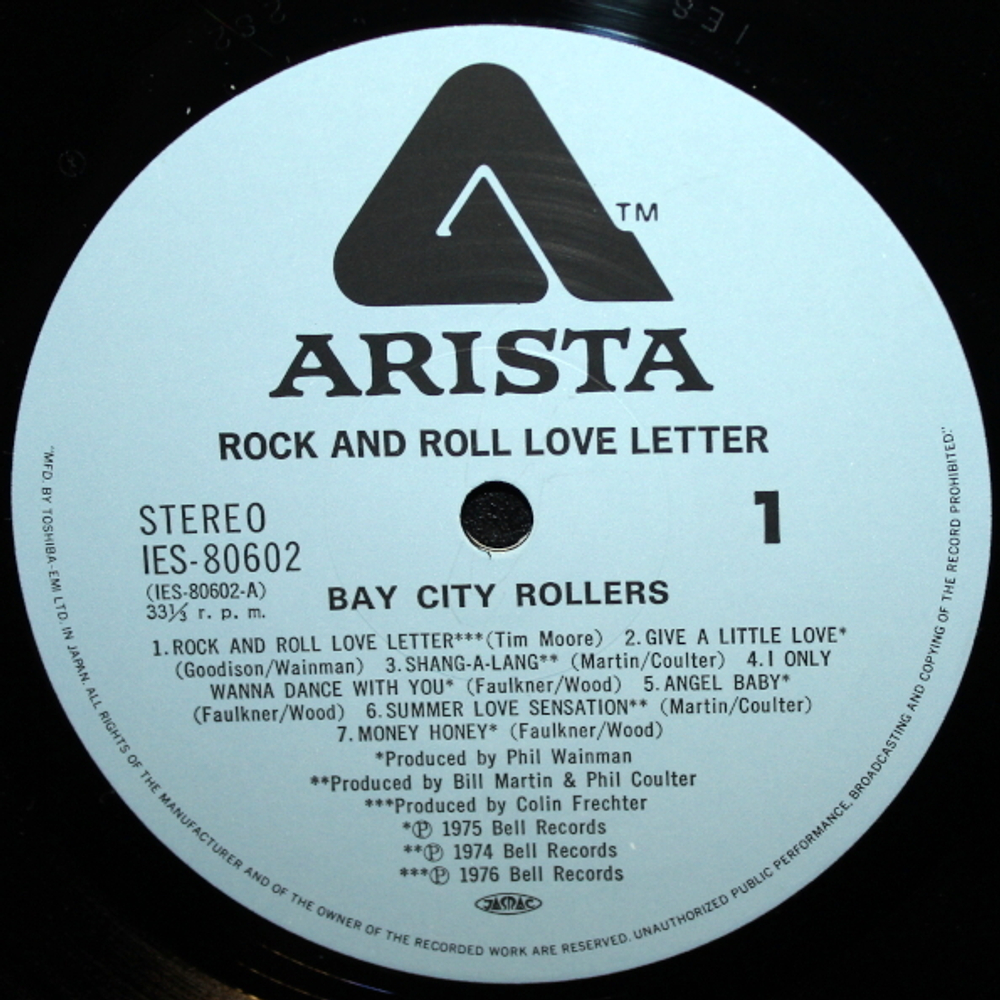 TM
ARISTA
ROCK AND ROLL LOVE LETTER
STEREO
IES-80602
(IES-80602-A)
33⅓ r. p. m.
1
BAY CITY ROLLERS
1. ROCK AND ROLL LOVE LETTER*** (Tim Moore) 2. GIVE A LITTLE LOVE*
(Goodison/Wainman) 3. SHANG-A-LANG** (Martin/Coulter) 4. I ONLY
WANNA DANCE WITH YOU* (Faulkner/Wood) 5. ANGEL BABY*
(Faulkner/Wood) 6. SUMMER LOVE SENSATION** (Martin/Coulter)
7. MONEY HONEY* (Faulkner/Wood)
*Produced by Phil Wainman
**Produced by Bill Martin & Phil Coulter
***Produced by Colin Frechter
*Ⓟ 1975 Bell Records
**Ⓟ 1974 Bell Records
***Ⓟ 1976 Bell Records
JASRAC
"MFD. BY TOSHIBA-EMI LTD. IN JAPAN. ALL RIGHTS OF THE MANUFACTURER AND OF THE OWNER OF THE RECORDED WORK ARE RESERVED. UNAUTHORIZED PUBLIC PERFORMANCE, BROADCASTING AND COPYING OF THE RECORD PROHIBITED."
IES